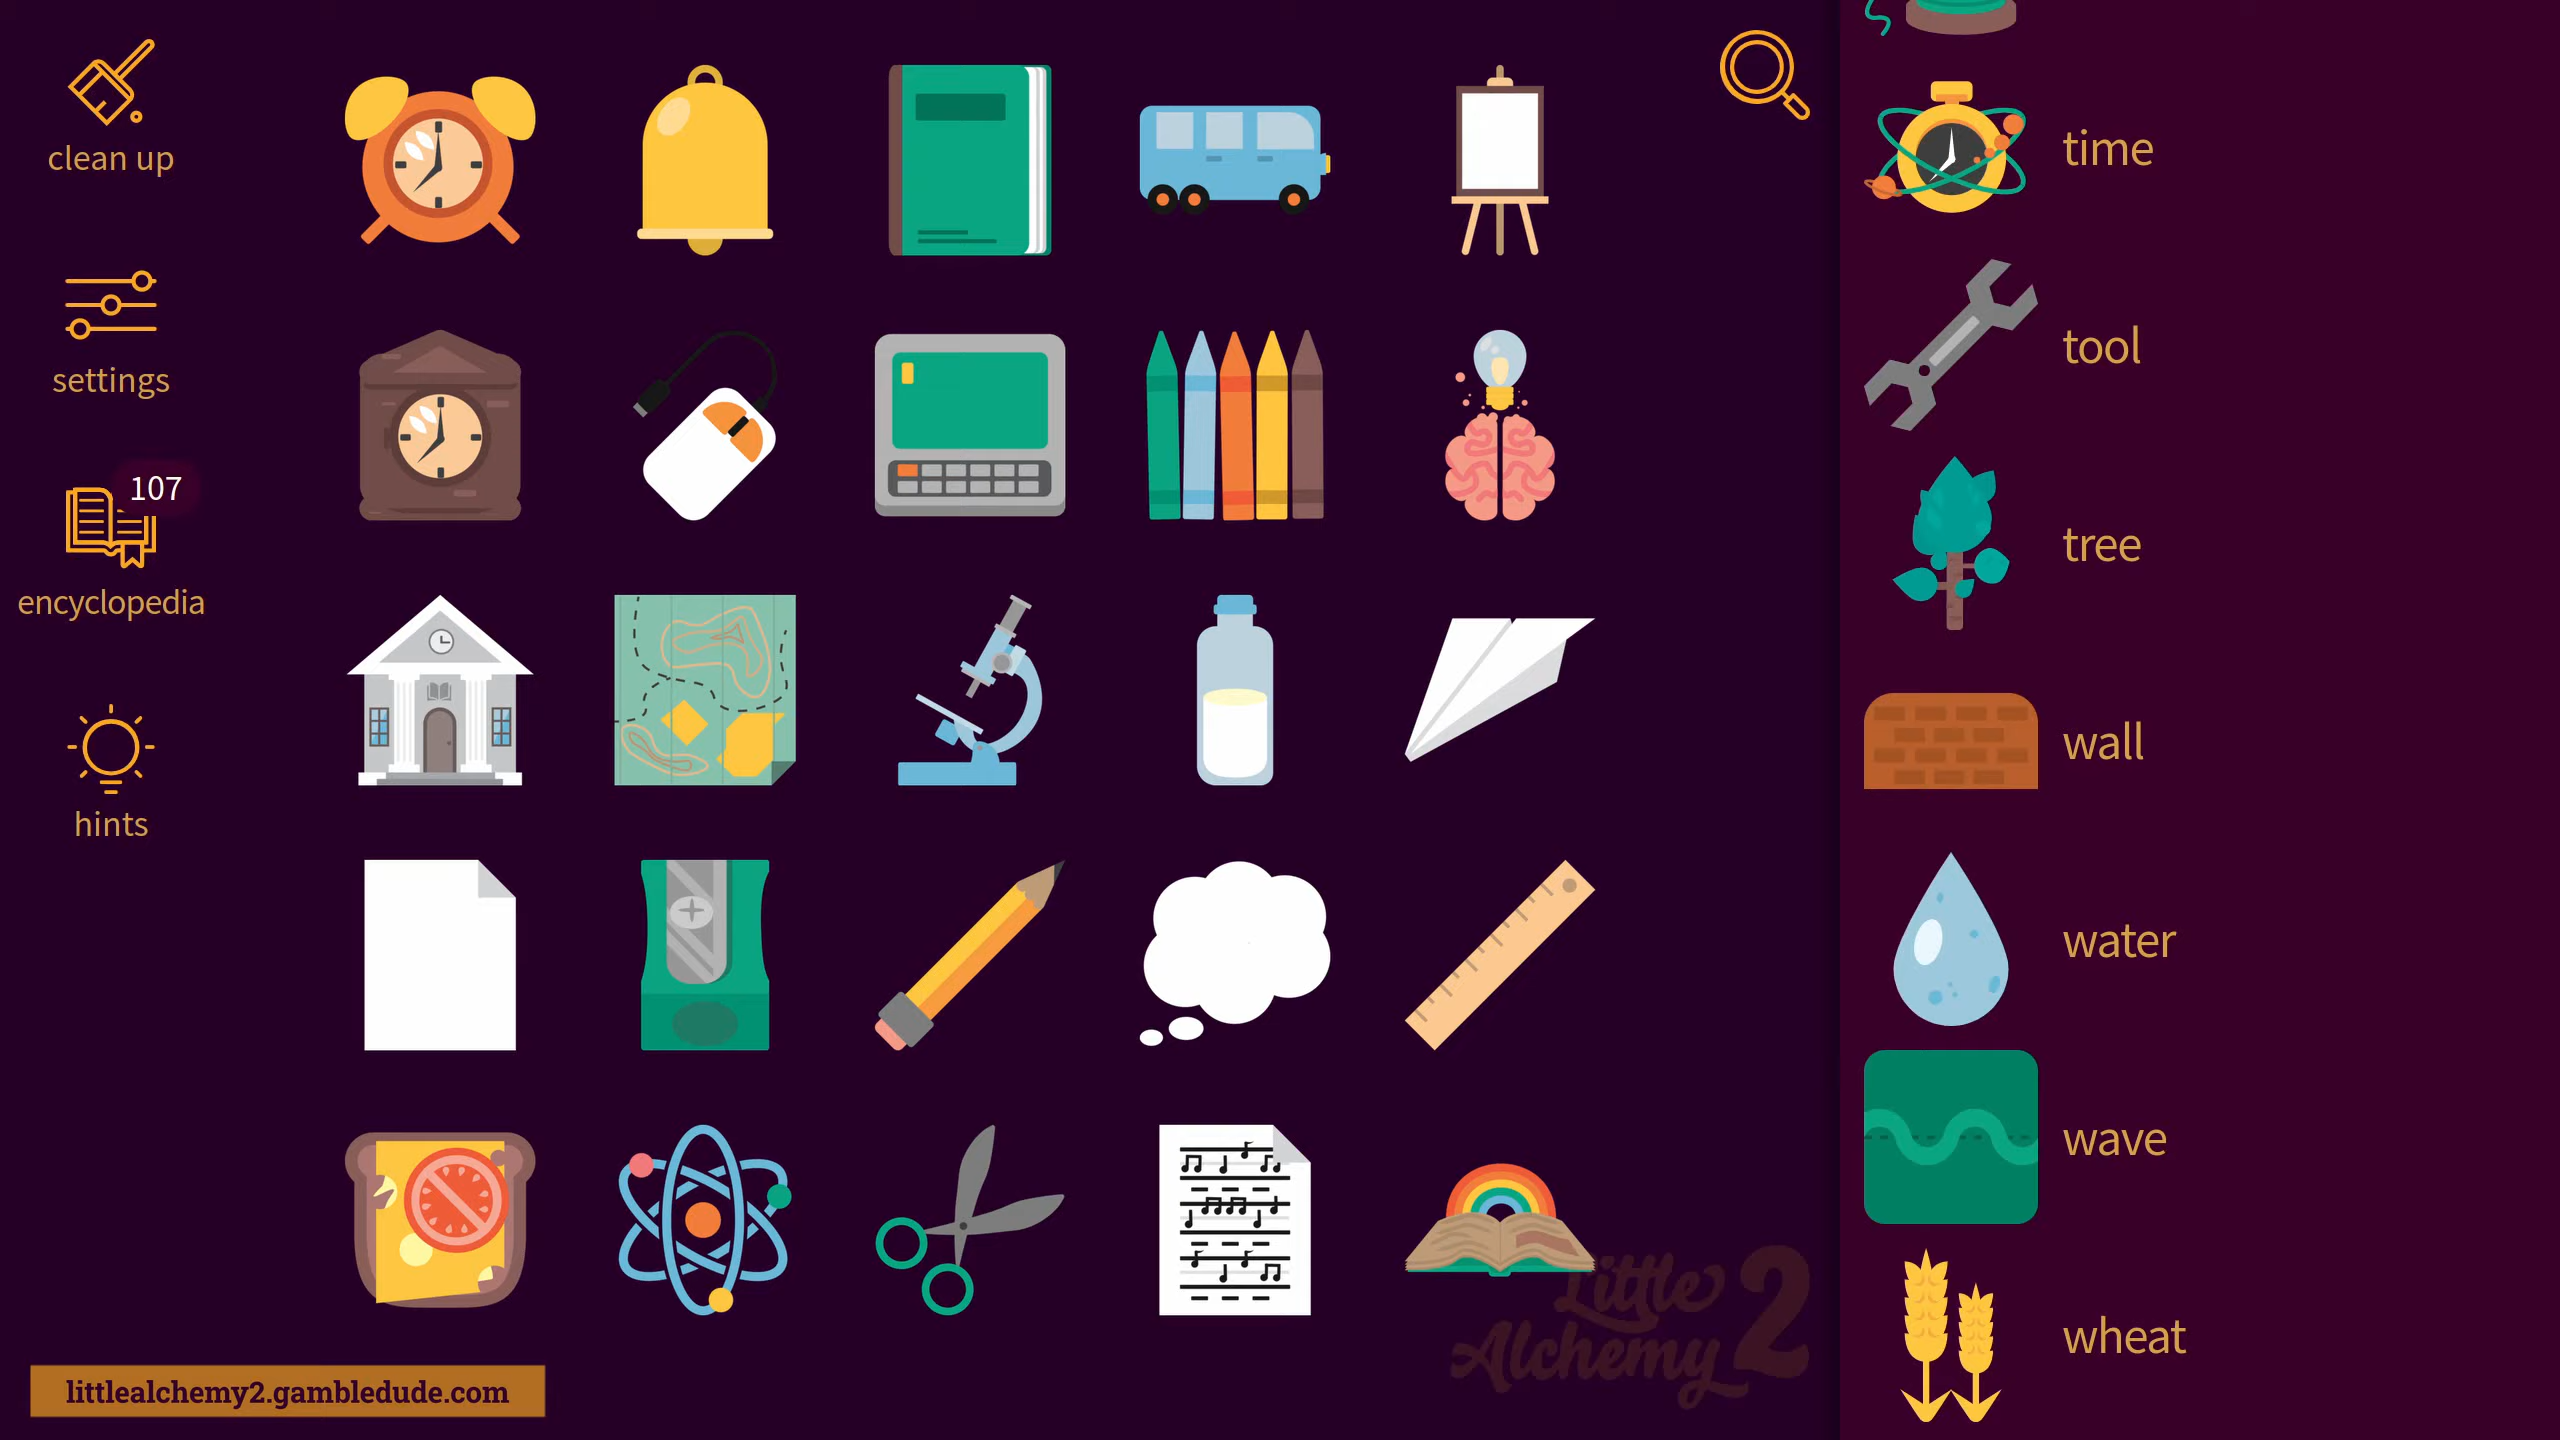 clean up
settings
107
encyclopedia
hints
time
tool
tree
wall
water
wave
wheat
Little
Alchemy 2
littlealchemy2.gambledude.com